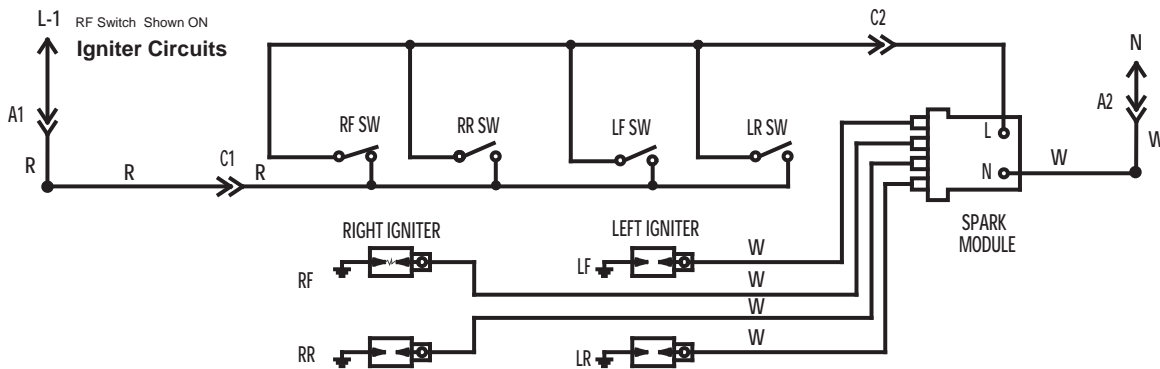 L-1 RF Switch Shown ON
Igniter Circuits
C2
N
A1
A2
RF SW
RR SW
LF SW
LR SW
L
R
R
C1
R
N
W
W
RIGHT IGNITER
LEFT IGNITER
SPARK
MODULE
W
RF
LF
W
W
W
RR
LR